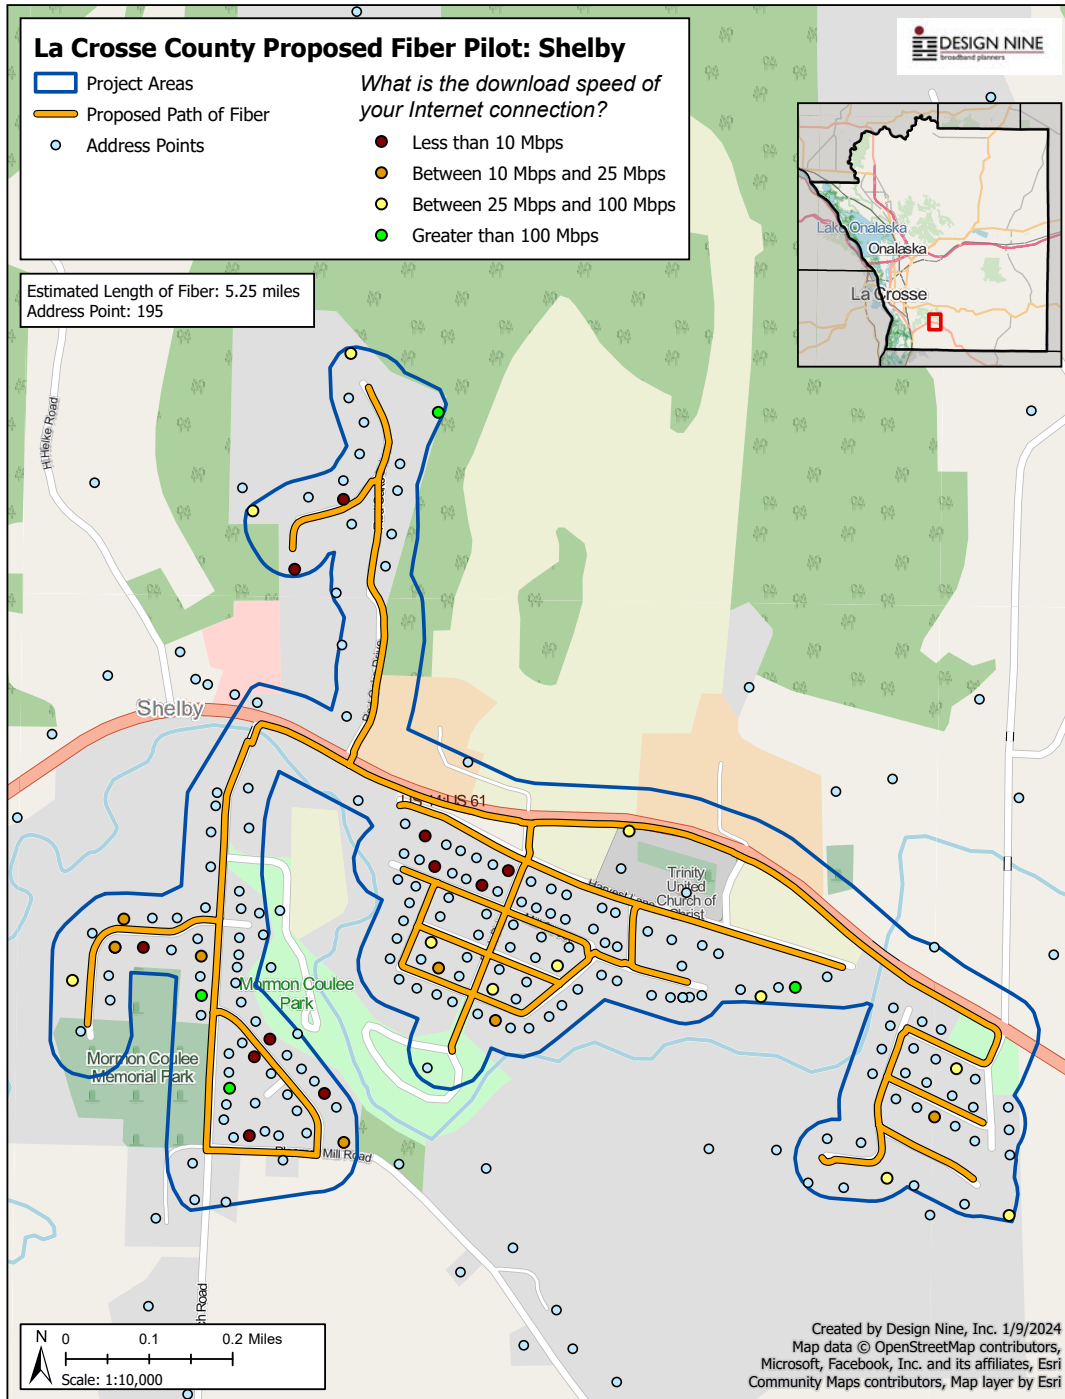 La Crosse County Proposed Fiber Pilot: Shelby
Project Areas
Proposed Path of Fiber
Address Points
What is the download speed of
your Internet connection?
Less than 10 Mbps
Between 10 Mbps and 25 Mbps
Between 25 Mbps and 100 Mbps
Greater than 100 Mbps
DESIGN NINE
broadband planners
Estimated Length of Fiber: 5.25 miles
Address Point: 195
Lake Onalaska
Onalaska
La Crosse
H Heike Road
Drive
Shelby
US 61
Trinity
United
Church of
Christ
Mormon Coulee
Park
Mormon Coulee
Memorial Park
Mill Road
Road
N 0 0.1 0.2 Miles
Scale: 1:10,000
Created by Design Nine, Inc. 1/9/2024
Map data © OpenStreetMap contributors,
Microsoft, Facebook, Inc. and its affiliates, Esri
Community Maps contributors, Map layer by Esri